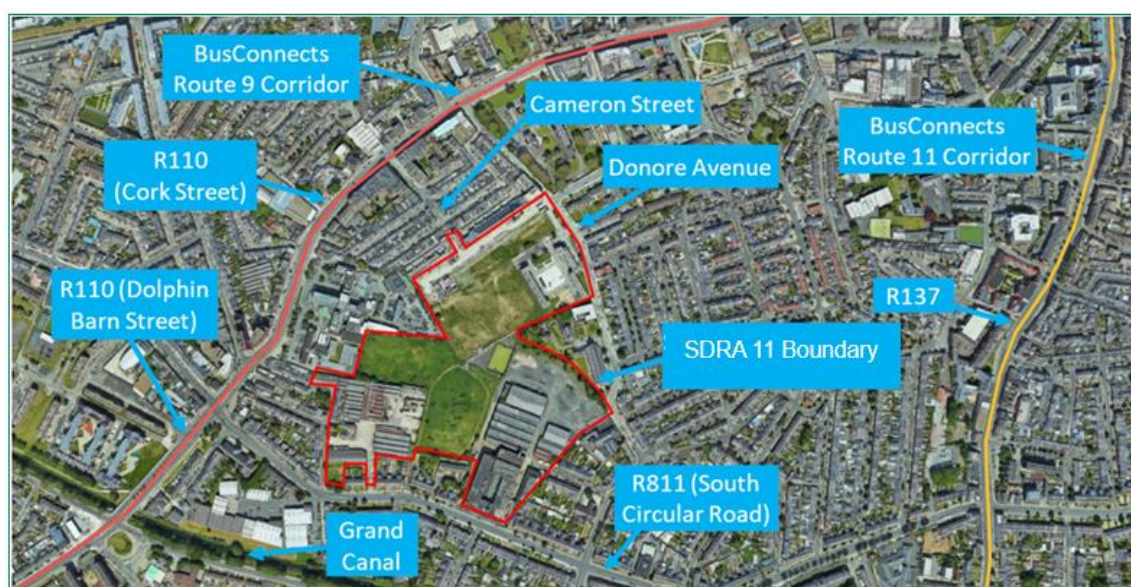 BusConnects
Route 9 Corridor
Cameron Street
BusConnects
Route 11 Corridor
R110
(Cork Street)
Donore Avenue
R110 (Dolphin
Barn Street)
R137
SDRA 11 Boundary
R811 (South
Circular Road)
Grand
Canal